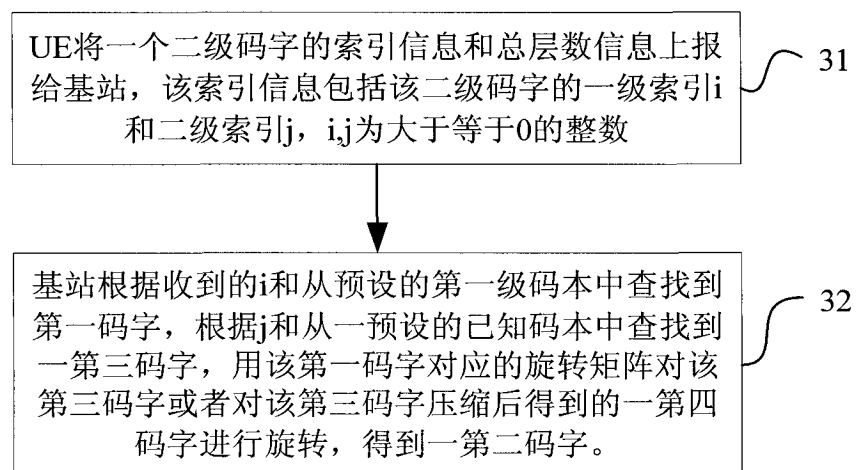 UE将一个二级码字的索引信息和总层数信息上报
给基站，该索引信息包括该二级码字的一级索引i
和二级索引j，i,j为大于等于0的整数
31
基站根据收到的i和从预设的第一级码本中查找到
第一码字，根据j和从一预设的已知码本中查找到
一第三码字，用该第一码字对应的旋转矩阵对该
第三码字或者对该第三码字压缩后得到的一第四
码字进行旋转，得到一第二码字。
32